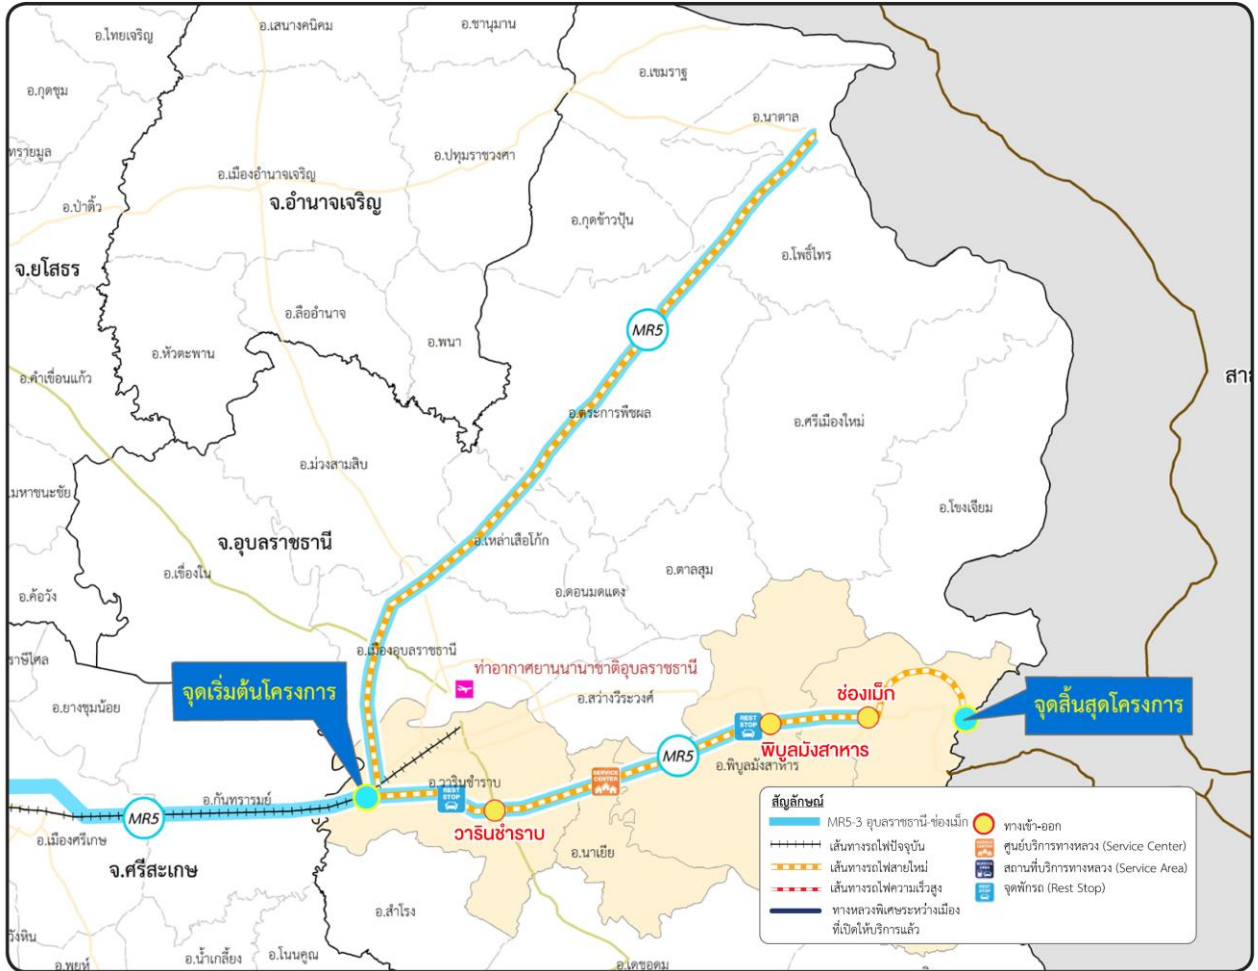 อ.ไทยเจริญ
อ.เสนางคนิคม
อ.ชานุมาน
อ.เขมราฐ
อ.กุดชุม
อ.นาตาล
ทรายมูล
อ.ปทุมราชวงศา
อ.เมืองอำนาจเจริญ
จ.อำนาจเจริญ
อ.ป่าติ้ว
อ.กุดข้าวปุ้น
อ.โพธิ์ไทร
จ.ยโสธร
อ.ลืออำนาจ
MR5
อ.พนา
อ.หัวตะพาน
อ.คำเขื่อนแก้ว
สา
อ.ตระการพืชผล
อ.ศรีเมืองใหม่
อ.ม่วงสามสิบ
มหาชนะชัย
อ.โขงเจียม
จ.อุบลราชธานี
อ.เหล่าเสือโก้ก
อ.เขื่องใน
อ.ตาลสุม
อ.ดอนมดแดง
อ.ค้อวัง
อ.เมืองอุบลราชธานี
ราษีไศล
ท่าอากาศยานนานาชาติอุบลราชธานี
จุดเริ่มต้นโครงการ
อ.สว่างวีระวงศ์
ช่องเม็ก
จุดสิ้นสุดโครงการ
อ.ยางชุมน้อย
REST STOP
พิบูลมังสาหาร
MR5
อ.พิบูลมังสาหาร
อ.วารินชำราบ
SERVICE CENTER
REST STOP
อ.กันทรารมย์
MR5
วารินชำราบ
อ.เมืองศรีเกษ
จ.ศรีสะเกษ
อ.นาเยีย
อ.สำโรง
วังหิน
อ.พยุห์
อ.น้ำเกลี้ยง
อ.โนนคูณ
อ.เดชอุดม
สัญลักษณ์
MR5-3 อุบลราชธานี-ช่องเม็ก
เส้นทางรถไฟปัจจุบัน
เส้นทางรถไฟสายใหม่
เส้นทางรถไฟความเร็วสูง
ทางหลวงพิเศษระหว่างเมือง
ที่เปิดให้บริการแล้ว
ทางเข้า-ออก
ศูนย์บริการทางหลวง (Service Center)
สถานที่บริการทางหลวง (Service Area)
จุดพักรถ (Rest Stop)